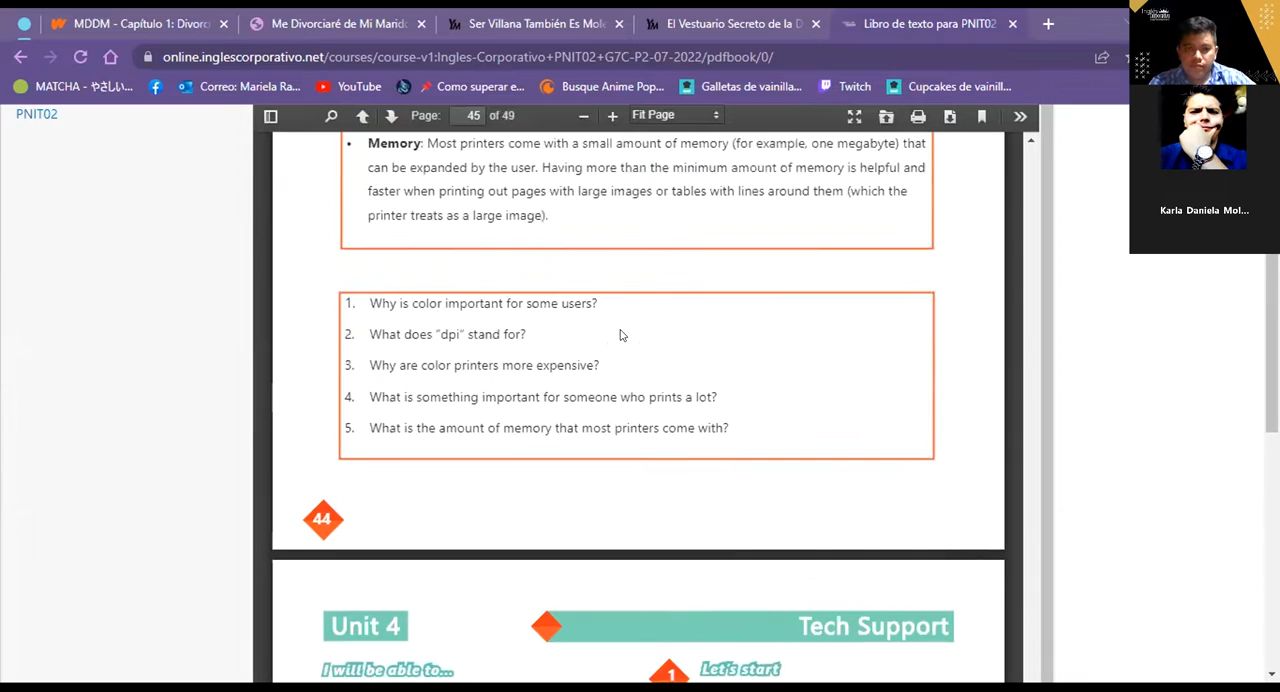 MDDM - Capítulo 1: Divorc
Me Divorciaré de Mi Marido
Ser Villana También Es Mole
El Vestuario Secreto de la D
Libro de texto para PNIT02
online.inglescorporativo.net/courses/course-v1:Ingles-Corporativo+PNIT02+G7C-P2-07-2022/pdfbook/0/
MATCHA - やさしい...
Correo: Mariela Ra...
YouTube
Como superar e...
Busque Anime Pop...
Galletas de vainilla...
Twitch
Cupcakes de vainill...
PNIT02
Page: 45 of 49
Fit Page
• Memory: Most printers come with a small amount of memory (for example, one megabyte) that
can be expanded by the user. Having more than the minimum amount of memory is helpful and
faster when printing out pages with large images or tables with lines around them (which the
printer treats as a large image).
1. Why is color important for some users?
2. What does "dpi" stand for?
3. Why are color printers more expensive?
4. What is something important for someone who prints a lot?
5. What is the amount of memory that most printers come with?
44
Unit 4
Tech Support
I will be able to...
1 Let's start
Karla Daniela Mol...